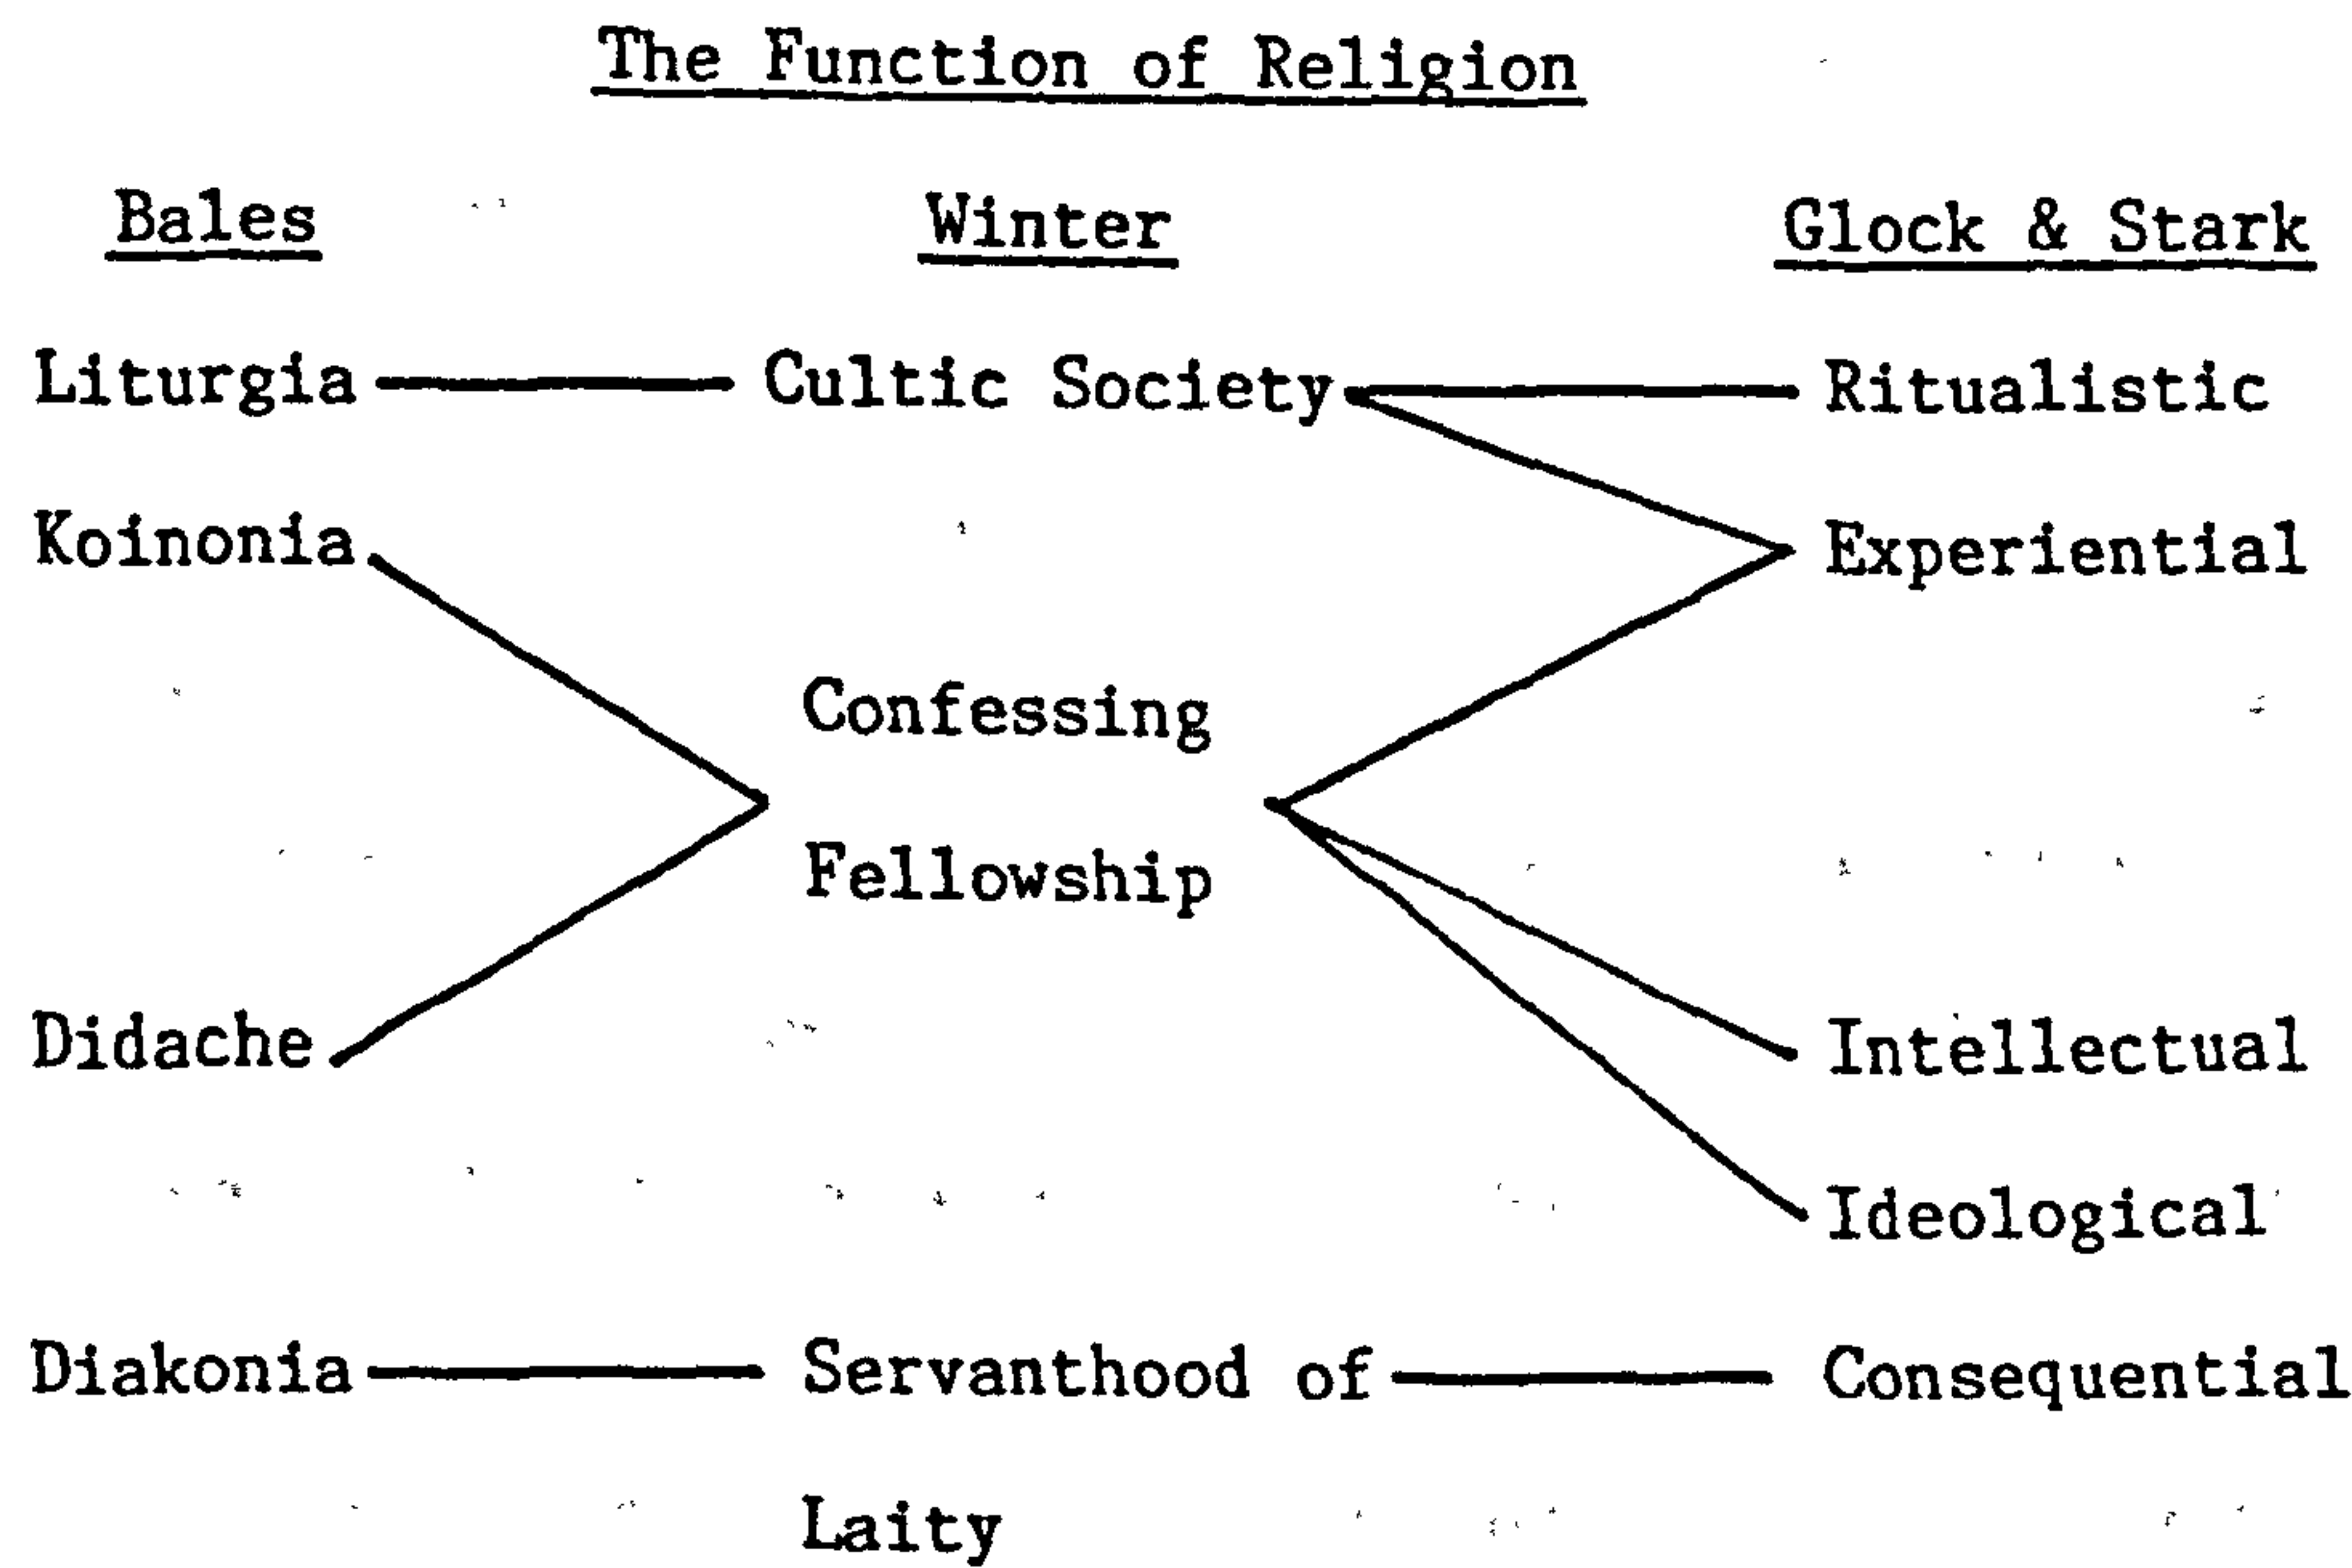 The Function of Religion
Bales Winter Glock & Stark
Liturgia Cultic Society Ritualistic
Koinonia Experiential
Confessing
Fellowship
Didache Intellectual
Ideological
Diakonia Servanthood of Consequential
Laity